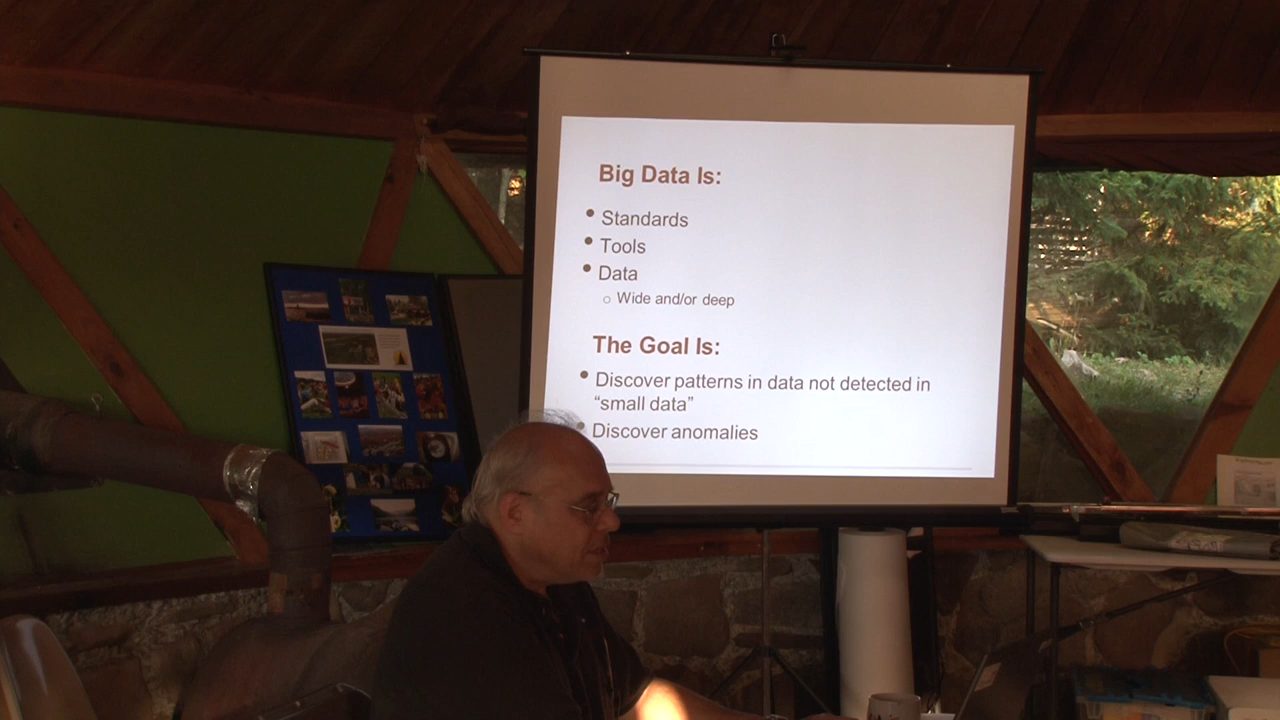 Big Data Is:
Standards
Tools
Data
Wide and/or deep
The Goal Is:
Discover patterns in data not detected in
“small data”
Discover anomalies